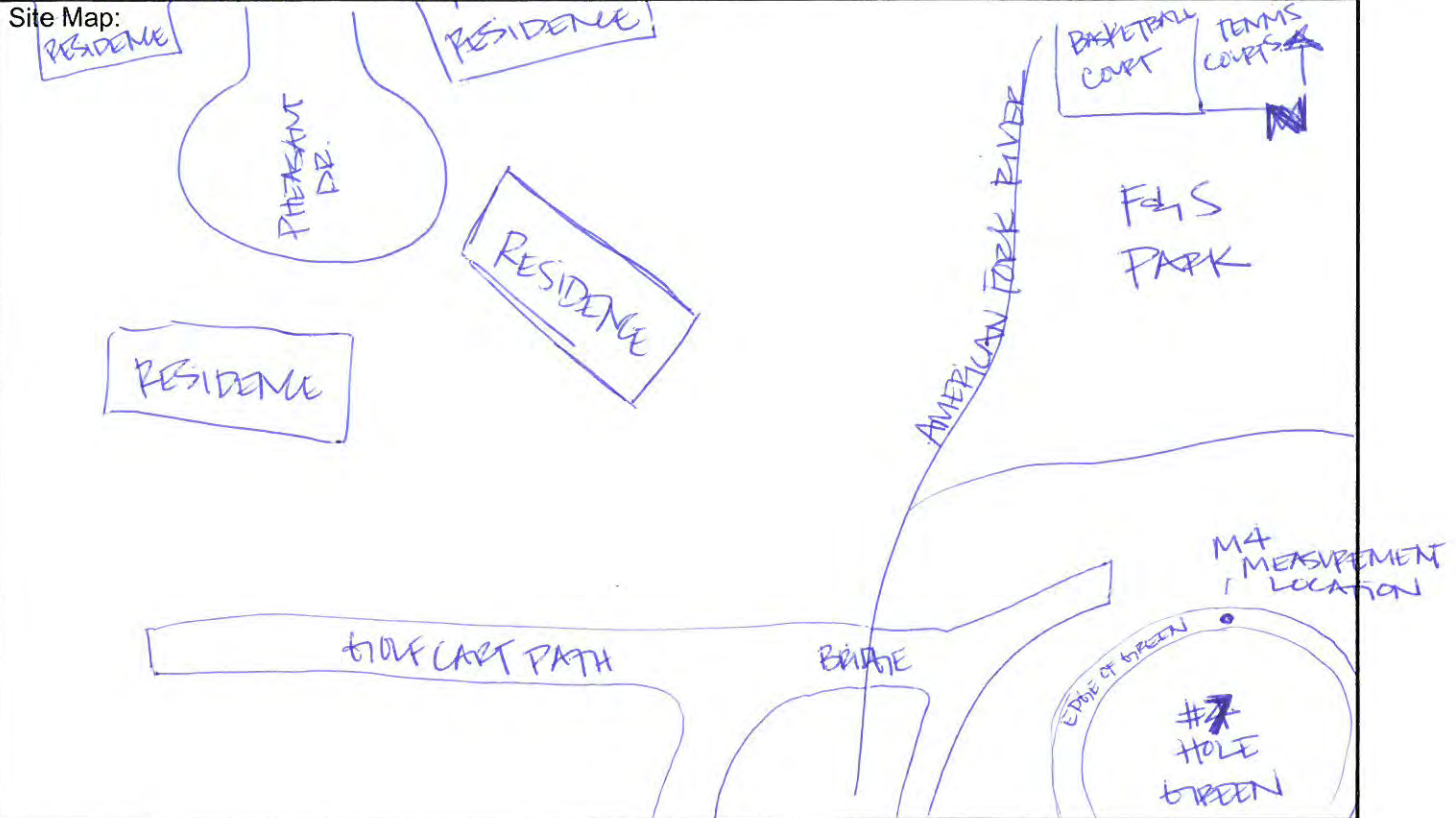 Site Map:
RESIDENCE
RESIDENCE
BASKETBALL
COURT
TENNIS
COURTS
N
PHEASANT
DR.
AMERICAN FORK RIVER
PARK
RESIDENCE
RESIDENCE
M4
MEASUREMENT
LOCATION
GOLF CART PATH
BRIDGE
EDGE OF GREEN
#7
HOLE
GREEN